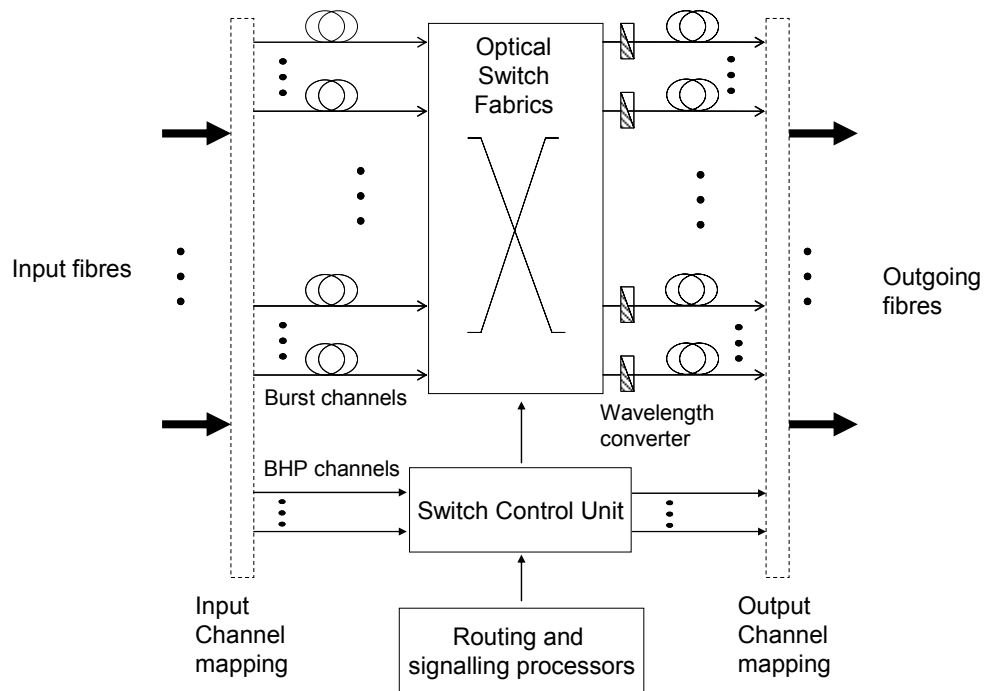 Optical
Switch
Fabrics
Input fibres
Outgoing
fibres
Burst channels
Wavelength
converter
BHP channels
Switch Control Unit
Input
Channel
mapping
Routing and
signalling processors
Output
Channel
mapping